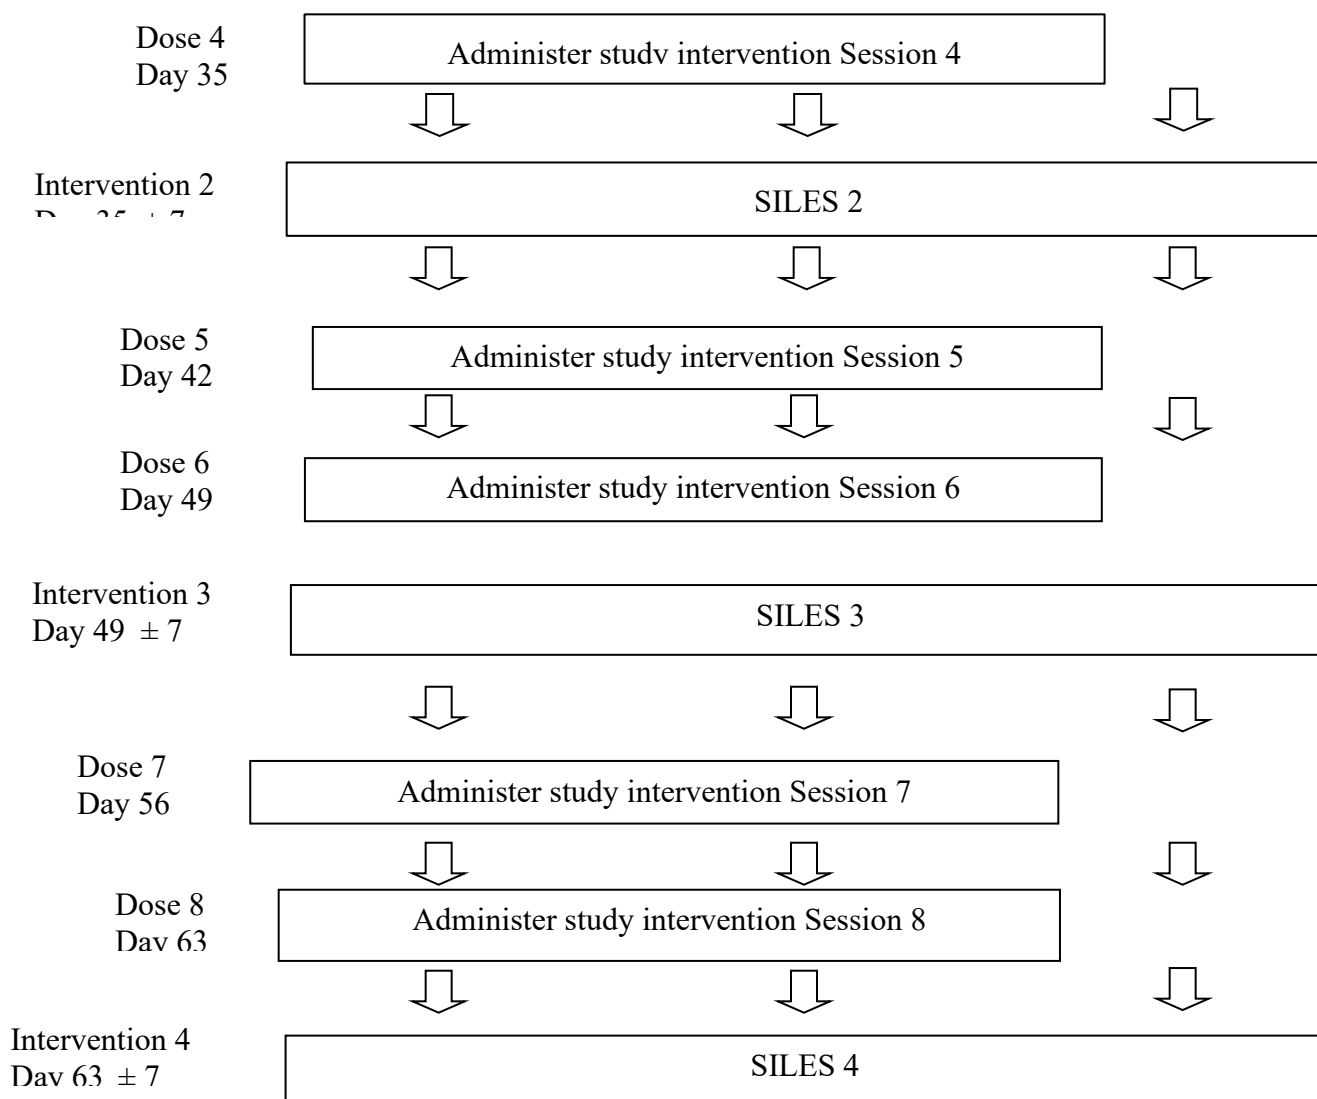 Dose 4
Day 35
Administer study intervention Session 4
Intervention 2
Day 35 ± 7
SILES 2
Dose 5
Day 42
Administer study intervention Session 5
Dose 6
Day 49
Administer study intervention Session 6
Intervention 3
Day 49 ± 7
SILES 3
Dose 7
Day 56
Administer study intervention Session 7
Dose 8
Day 63
Administer study intervention Session 8
Intervention 4
Day 63 ± 7
SILES 4